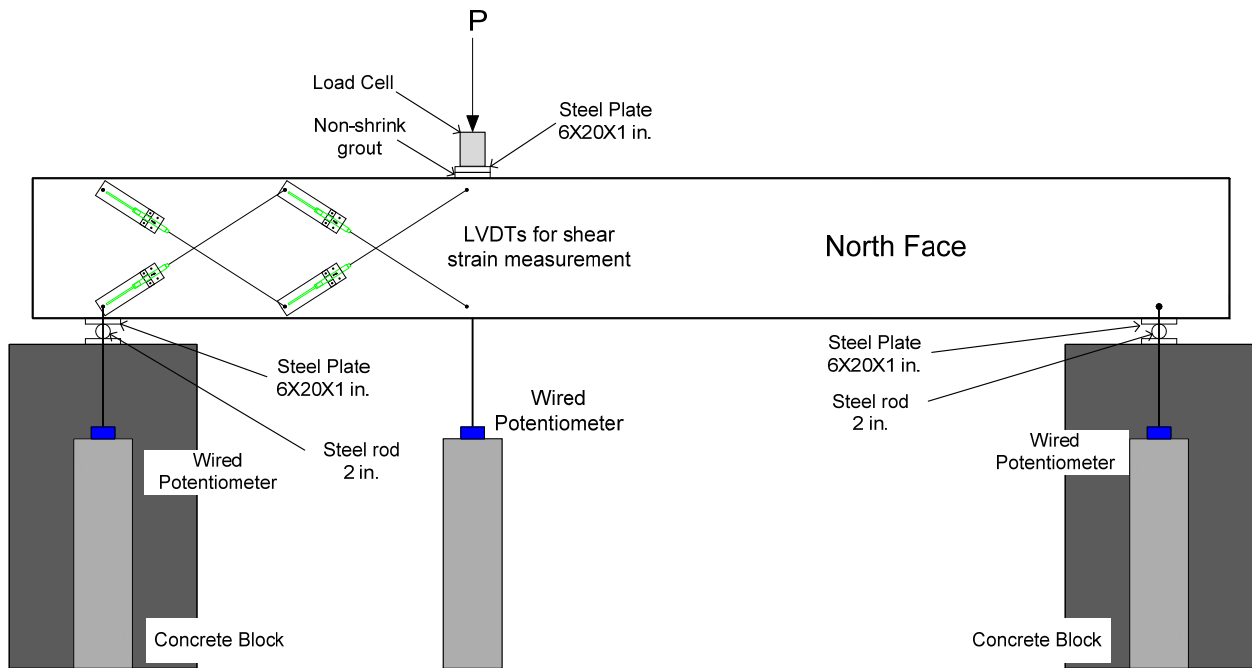 P
Load Cell
Non-shrink
grout
Steel Plate
6X20X1 in.
LVDTs for shear
strain measurement
North Face
Steel Plate
6X20X1 in.
Steel rod
2 in.
Wired
Potentiometer
Concrete Block
Wired
Potentiometer
Steel Plate
6X20X1 in.
Steel rod
2 in.
Wired
Potentiometer
Concrete Block